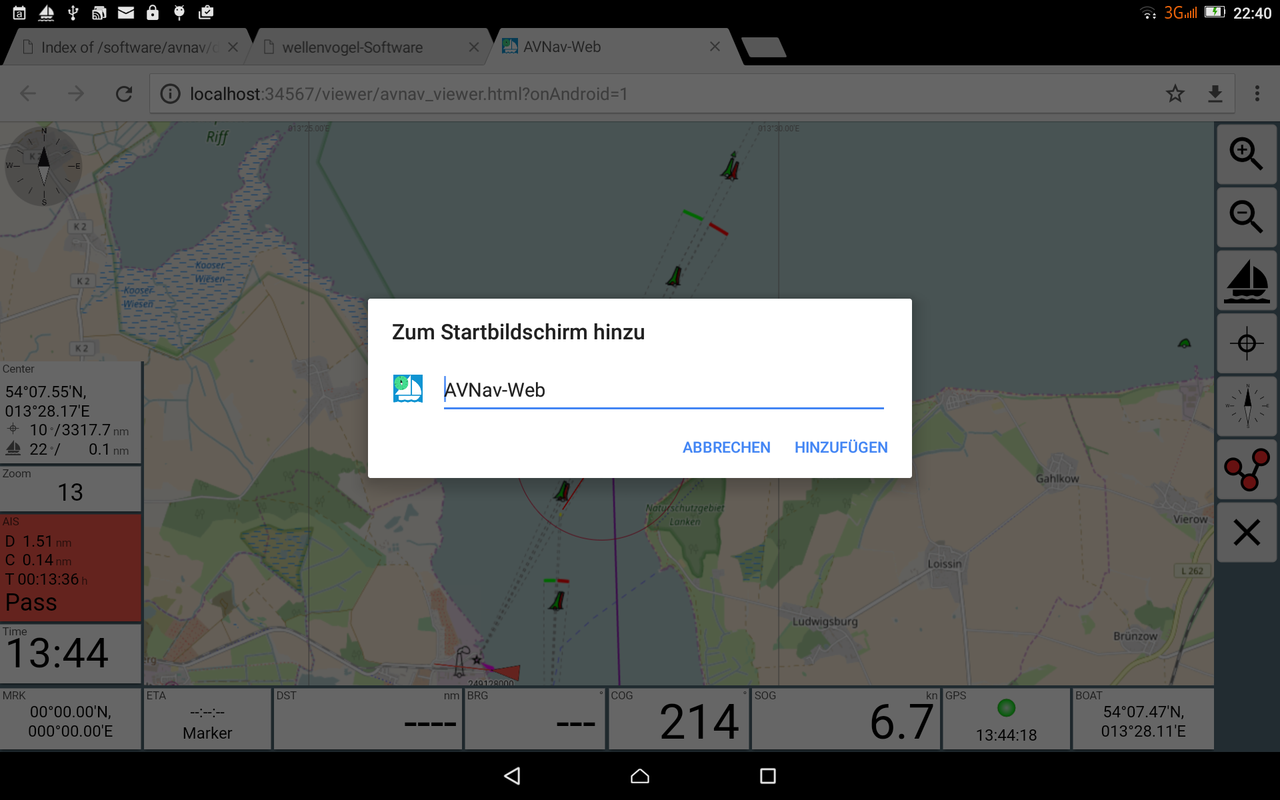 3G 22:40
Index of /software/avnav/
wellenvogel-Software
AVNav-Web
localhost:34567/viewer/avnav_viewer.html?onAndroid=1
013°25.00'E
013°30.00'E
Riff
N
W
E
S
K 2
K 2
Kooser
Wiesen
Kooser
Wiesen
K 2
K 2
Zum Startbildschirm hinzu
AVNav-Web
ABBRECHEN HINZUFÜGEN
Center
54°07.55'N,
013°28.17'E
10 °/3317.7 nm
22 °/ 0.1 nm
Zoom
13
AIS
D 1.51 nm
C 0.14 nm
T 00:13:36 h
Pass
Time
13:44
Naturschutzgebiet
Lanken
Gahlkow
Vierow
Loissin
L 262
Ludwigsburg
Brünzow
249128000
MRK
00°00.00'N,
000°00.00'E
ETA
--:--:--
Marker
DST nm
----
BRG °
---
COG °
214
SOG kn
6.7
GPS
13:44:18
BOAT
54°07.47'N,
013°28.11'E